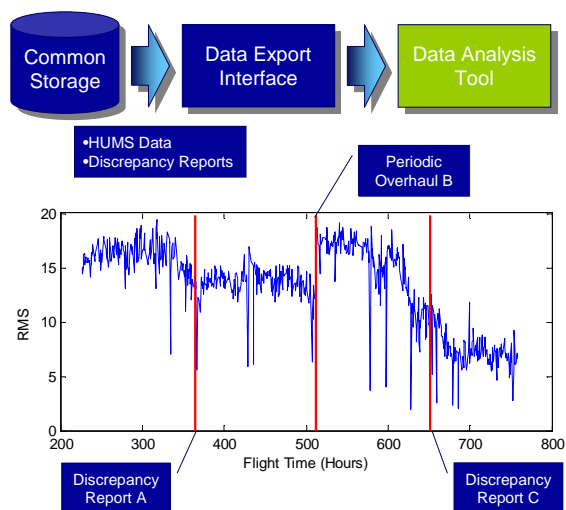 Common
Storage
Data Export
Interface
Data Analysis
Tool
•HUMS Data
•Discrepancy Reports
Periodic
Overhaul B
20
15
10
5
0
RMS
200
300
400
500
600
700
800
Flight Time (Hours)
Discrepancy
Report A
Discrepancy
Report C